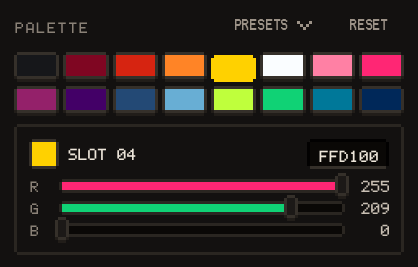 PALETTE PRESETS RESET
SLOT 04 FFD100
R 255
G 209
B 0